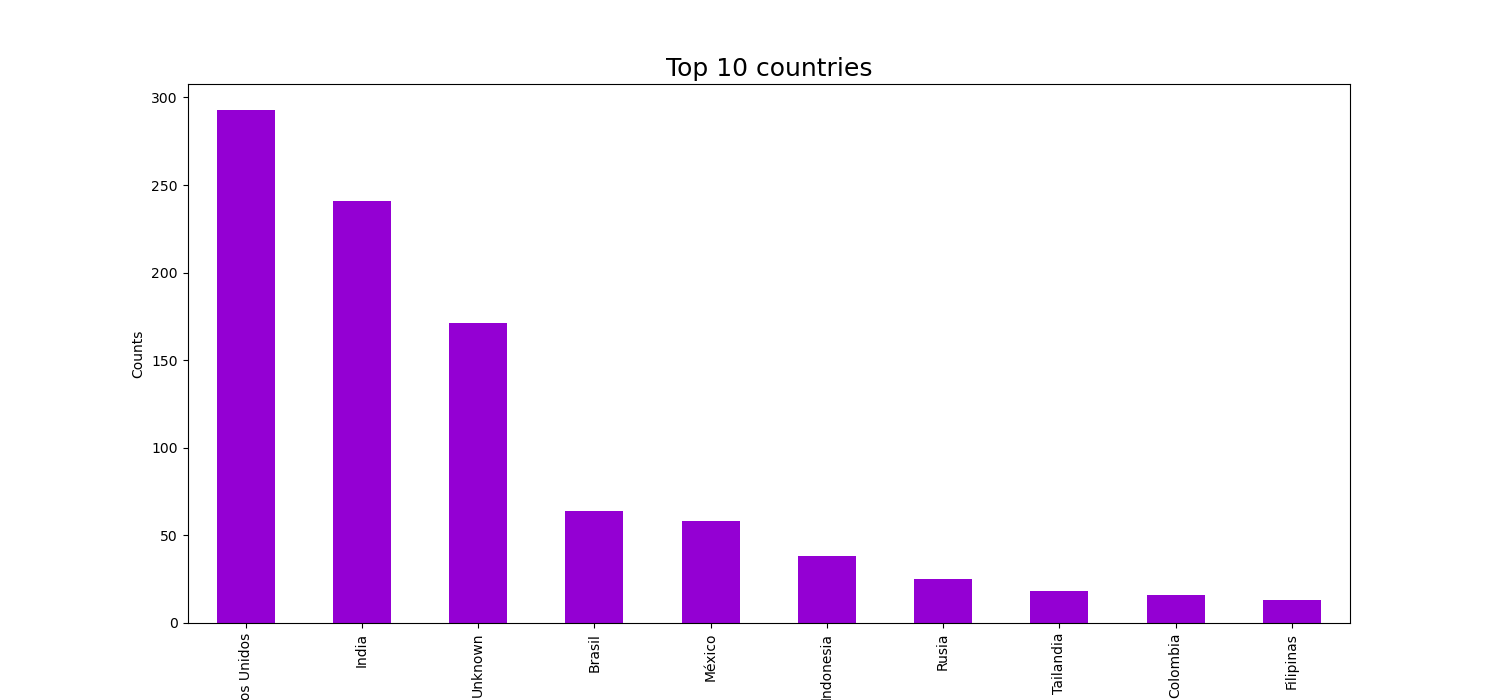 Top 10 countries
300
250
200
150
100
50
0
Counts
os Unidos
India
Unknown
Brasil
México
Indonesia
Rusia
Tailandia
Colombia
Filipinas